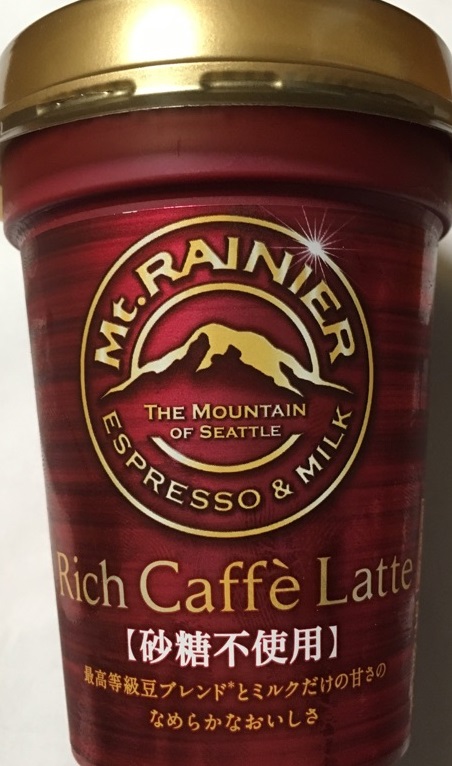 Mt. RAINIER
THE MOUNTAIN
OF SEATTLE
ESPRESSO & MILK
Rich Caffè Latte
【砂糖不使用】
最高等級豆ブレンド*とミルクだけの甘さの
なめらかなおいしさ